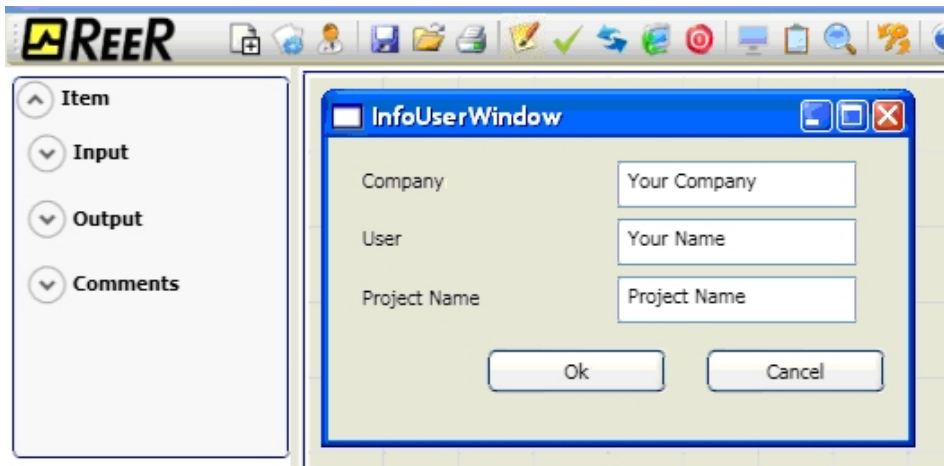 REER
Item
Input
Output
Comments
InfoUserWindow
Company
Your Company
User
Your Name
Project Name
Project Name
Ok
Cancel